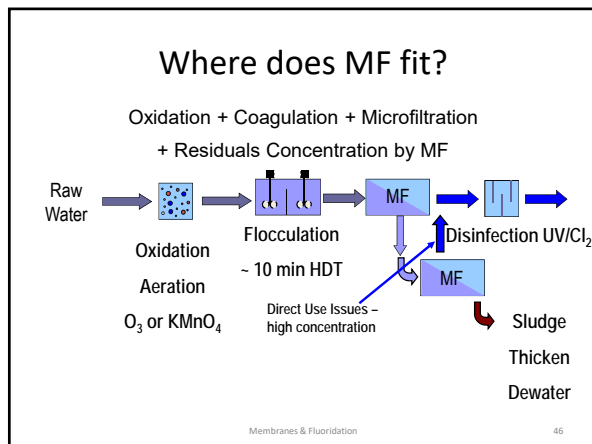 Where does MF fit?
Oxidation + Coagulation + Microfiltration
+ Residuals Concentration by MF
Raw
Water
Oxidation
Aeration
O₃ or KMnO₄
Flocculation
~ 10 min HDT
MF
Disinfection UV/Cl₂
MF
Direct Use Issues –
high concentration
Sludge
Thicken
Dewater
Membranes & Fluoridation
46